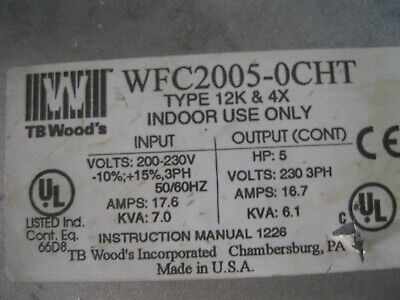 WFC2005-0CHT
TYPE 12K & 4X
INDOOR USE ONLY
TB Wood's
INPUT
VOLTS: 200-230V
-10%;+15%,3PH
50/60HZ
AMPS: 17.6
KVA: 7.0
OUTPUT (CONT)
HP: 5
VOLTS: 230 3PH
AMPS: 16.7
KVA: 6.1
CE
UL
LISTED Ind.
Cont. Eq.
66D8
C UL
INSTRUCTION MANUAL 1226
TB Wood's Incorporated Chambersburg, PA
Made in U.S.A.